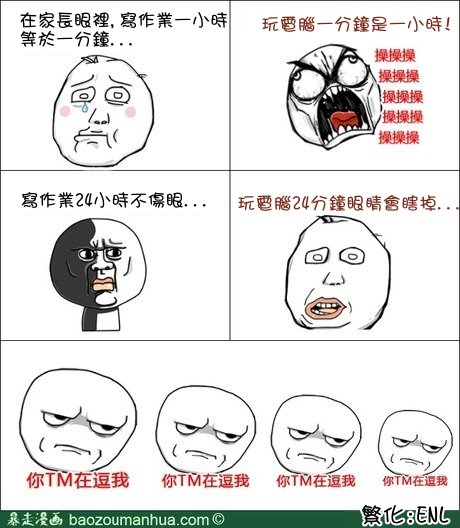 在家長眼裡,寫作業一小時
等於一分鐘...
玩電腦一分鐘是一小時!
操操操
操操操
操操操
操操操
操操操
寫作業24小時不傷眼...
玩電腦24分鐘眼睛會瞎掉...
你TM在逗我
你TM在逗我
你TM在逗我
你TM在逗我
暴走漫画 baozoumanhua.com
繁化:ENL